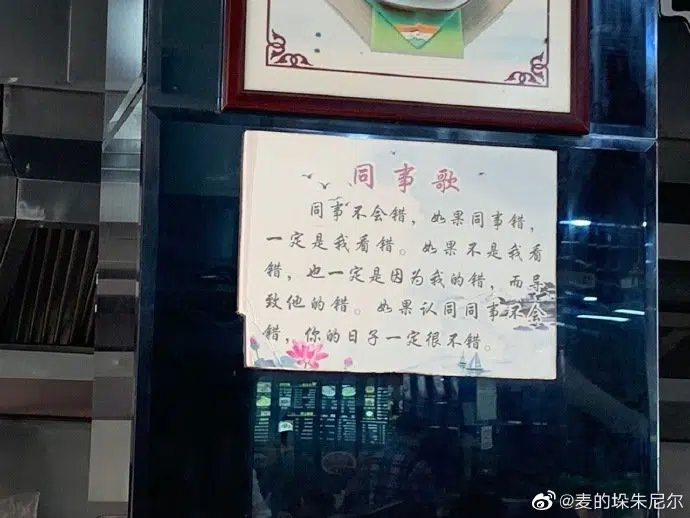 同事歌
同事不会错，如果同事错，
一定是我看错。如果不是我看
错，也一定是因为我的错，而导
致他的错。如果认同同事不会
错，你的日子一定很不错。
@麦的垛朱尼尔